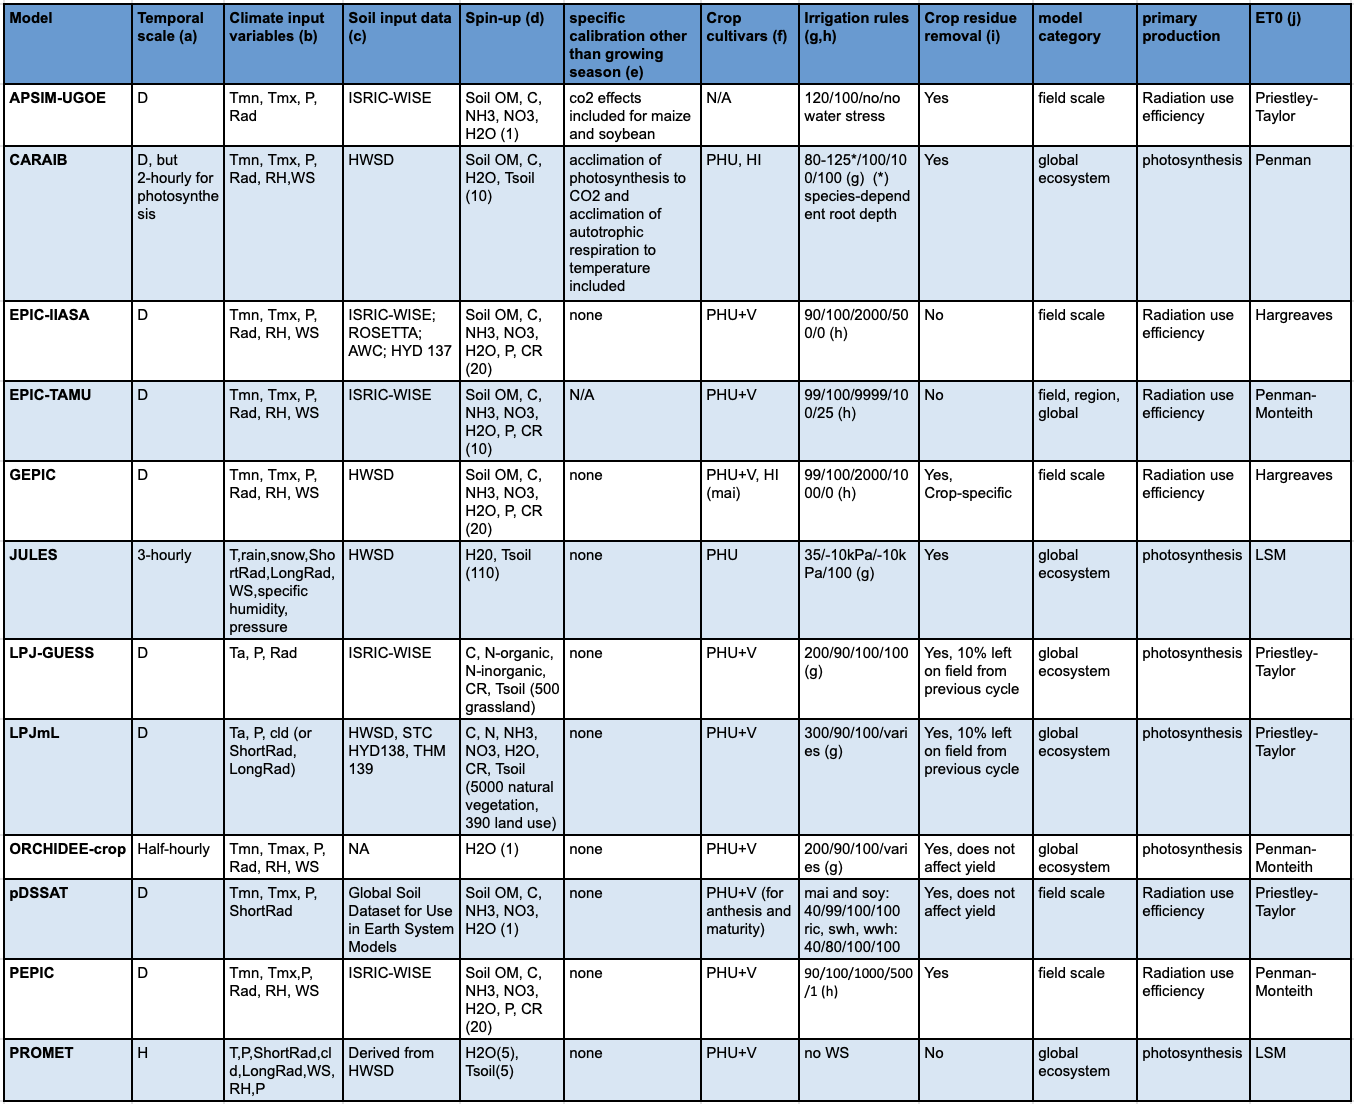 Model
Temporal
scale (a)
Climate input
variables (b)
Soil input data
(c)
Spin-up (d)
specific
calibration other
than growing
season (e)
Crop
cultivars (f)
Irrigation rules
(g,h)
Crop residue
removal (i)
model
category
primary
production
ET0 (j)
APSIM-UGOE
D
Tmn, Tmx, P,
Rad
ISRIC-WISE
Soil OM, C,
NH3, NO3,
H2O (1)
co2 effects
included for maize
and soybean
N/A
120/100/no/no
water stress
Yes
field scale
Radiation use
efficiency
Priestley-
Taylor
CARAIB
D, but
2-hourly for
photosynthe
sis
Tmn, Tmx, P,
Rad, RH,WS
HWSD
Soil OM, C,
H2O, Tsoil
(10)
acclimation of
photosynthesis to
CO2 and
acclimation of
autotrophic
respiration to
temperature
included
PHU, HI
80-125*/100/10
0/100 (g)  (*)
species-depend
ent root depth
Yes
global
ecosystem
photosynthesis
Penman
EPIC-IIASA
D
Tmn, Tmx, P,
Rad, RH, WS
ISRIC-WISE;
ROSETTA;
AWC; HYD 137
Soil OM, C,
NH3, NO3,
H2O, P, CR
(20)
none
PHU+V
90/100/2000/50
0/0 (h)
No
field scale
Radiation use
efficiency
Hargreaves
EPIC-TAMU
D
Tmn, Tmx, P,
Rad, RH, WS
ISRIC-WISE
Soil OM, C,
NH3, NO3,
H2O, P, CR
(10)
N/A
PHU+V
99/100/9999/10
0/25 (h)
No
field, region,
global
Radiation use
efficiency
Penman-
Monteith
GEPIC
D
Tmn, Tmx, P,
Rad, RH, WS
HWSD
Soil OM, C,
NH3, NO3,
H2O, P, CR
(20)
none
PHU+V, HI
(mai)
99/100/2000/10
00/0 (h)
Yes,
Crop-specific
field scale
Radiation use
efficiency
Hargreaves
JULES
3-hourly
T,rain,snow,Sho
rtRad,LongRad,
WS,specific
humidity,
pressure
HWSD
H20, Tsoil
(110)
none
PHU
35/-10kPa/-10k
Pa/100 (g)
Yes
global
ecosystem
photosynthesis
LSM
LPJ-GUESS
D
Ta, P, Rad
ISRIC-WISE
C, N-organic,
N-inorganic,
CR, Tsoil (500
grassland)
none
PHU+V
200/90/100/100
(g)
Yes, 10% left
on field from
previous cycle
global
ecosystem
photosynthesis
Priestley-
Taylor
LPJmL
D
Ta, P, cld (or
ShortRad,
LongRad)
HWSD, STC
HYD138, THM
139
C, N, NH3,
NO3, H2O,
CR, Tsoil
(5000 natural
vegetation,
390 land use)
none
PHU+V
300/90/100/vari
es (g)
Yes, 10% left
on field from
previous cycle
global
ecosystem
photosynthesis
Priestley-
Taylor
ORCHIDEE-crop
Half-hourly
Tmn, Tmax, P,
Rad, RH, WS
NA
H2O (1)
none
PHU+V
200/90/100/vari
es (g)
Yes, does not
affect yield
global
ecosystem
photosynthesis
Penman-
Monteith
pDSSAT
D
Tmn, Tmx, P,
ShortRad
Global Soil
Dataset for Use
in Earth System
Models
Soil OM, C,
NH3, NO3,
H2O (1)
none
PHU+V (for
anthesis and
maturity)
mai and soy:
40/99/100/100
ric, swh, wwh:
40/80/100/100
Yes, does not
affect yield
field scale
Radiation use
efficiency
Priestley-
Taylor
PEPIC
D
Tmn, Tmx,P,
Rad, RH, WS
ISRIC-WISE
Soil OM, C,
NH3, NO3,
H2O, P, CR
(20)
none
PHU+V
90/100/1000/500
/1 (h)
Yes
field scale
Radiation use
efficiency
Penman-
Monteith
PROMET
H
T,P,ShortRad,cl
d,LongRad,WS,
RH,P
Derived from
HWSD
H2O(5),
Tsoil(5)
none
PHU+V
no WS
No
global
ecosystem
photosynthesis
LSM